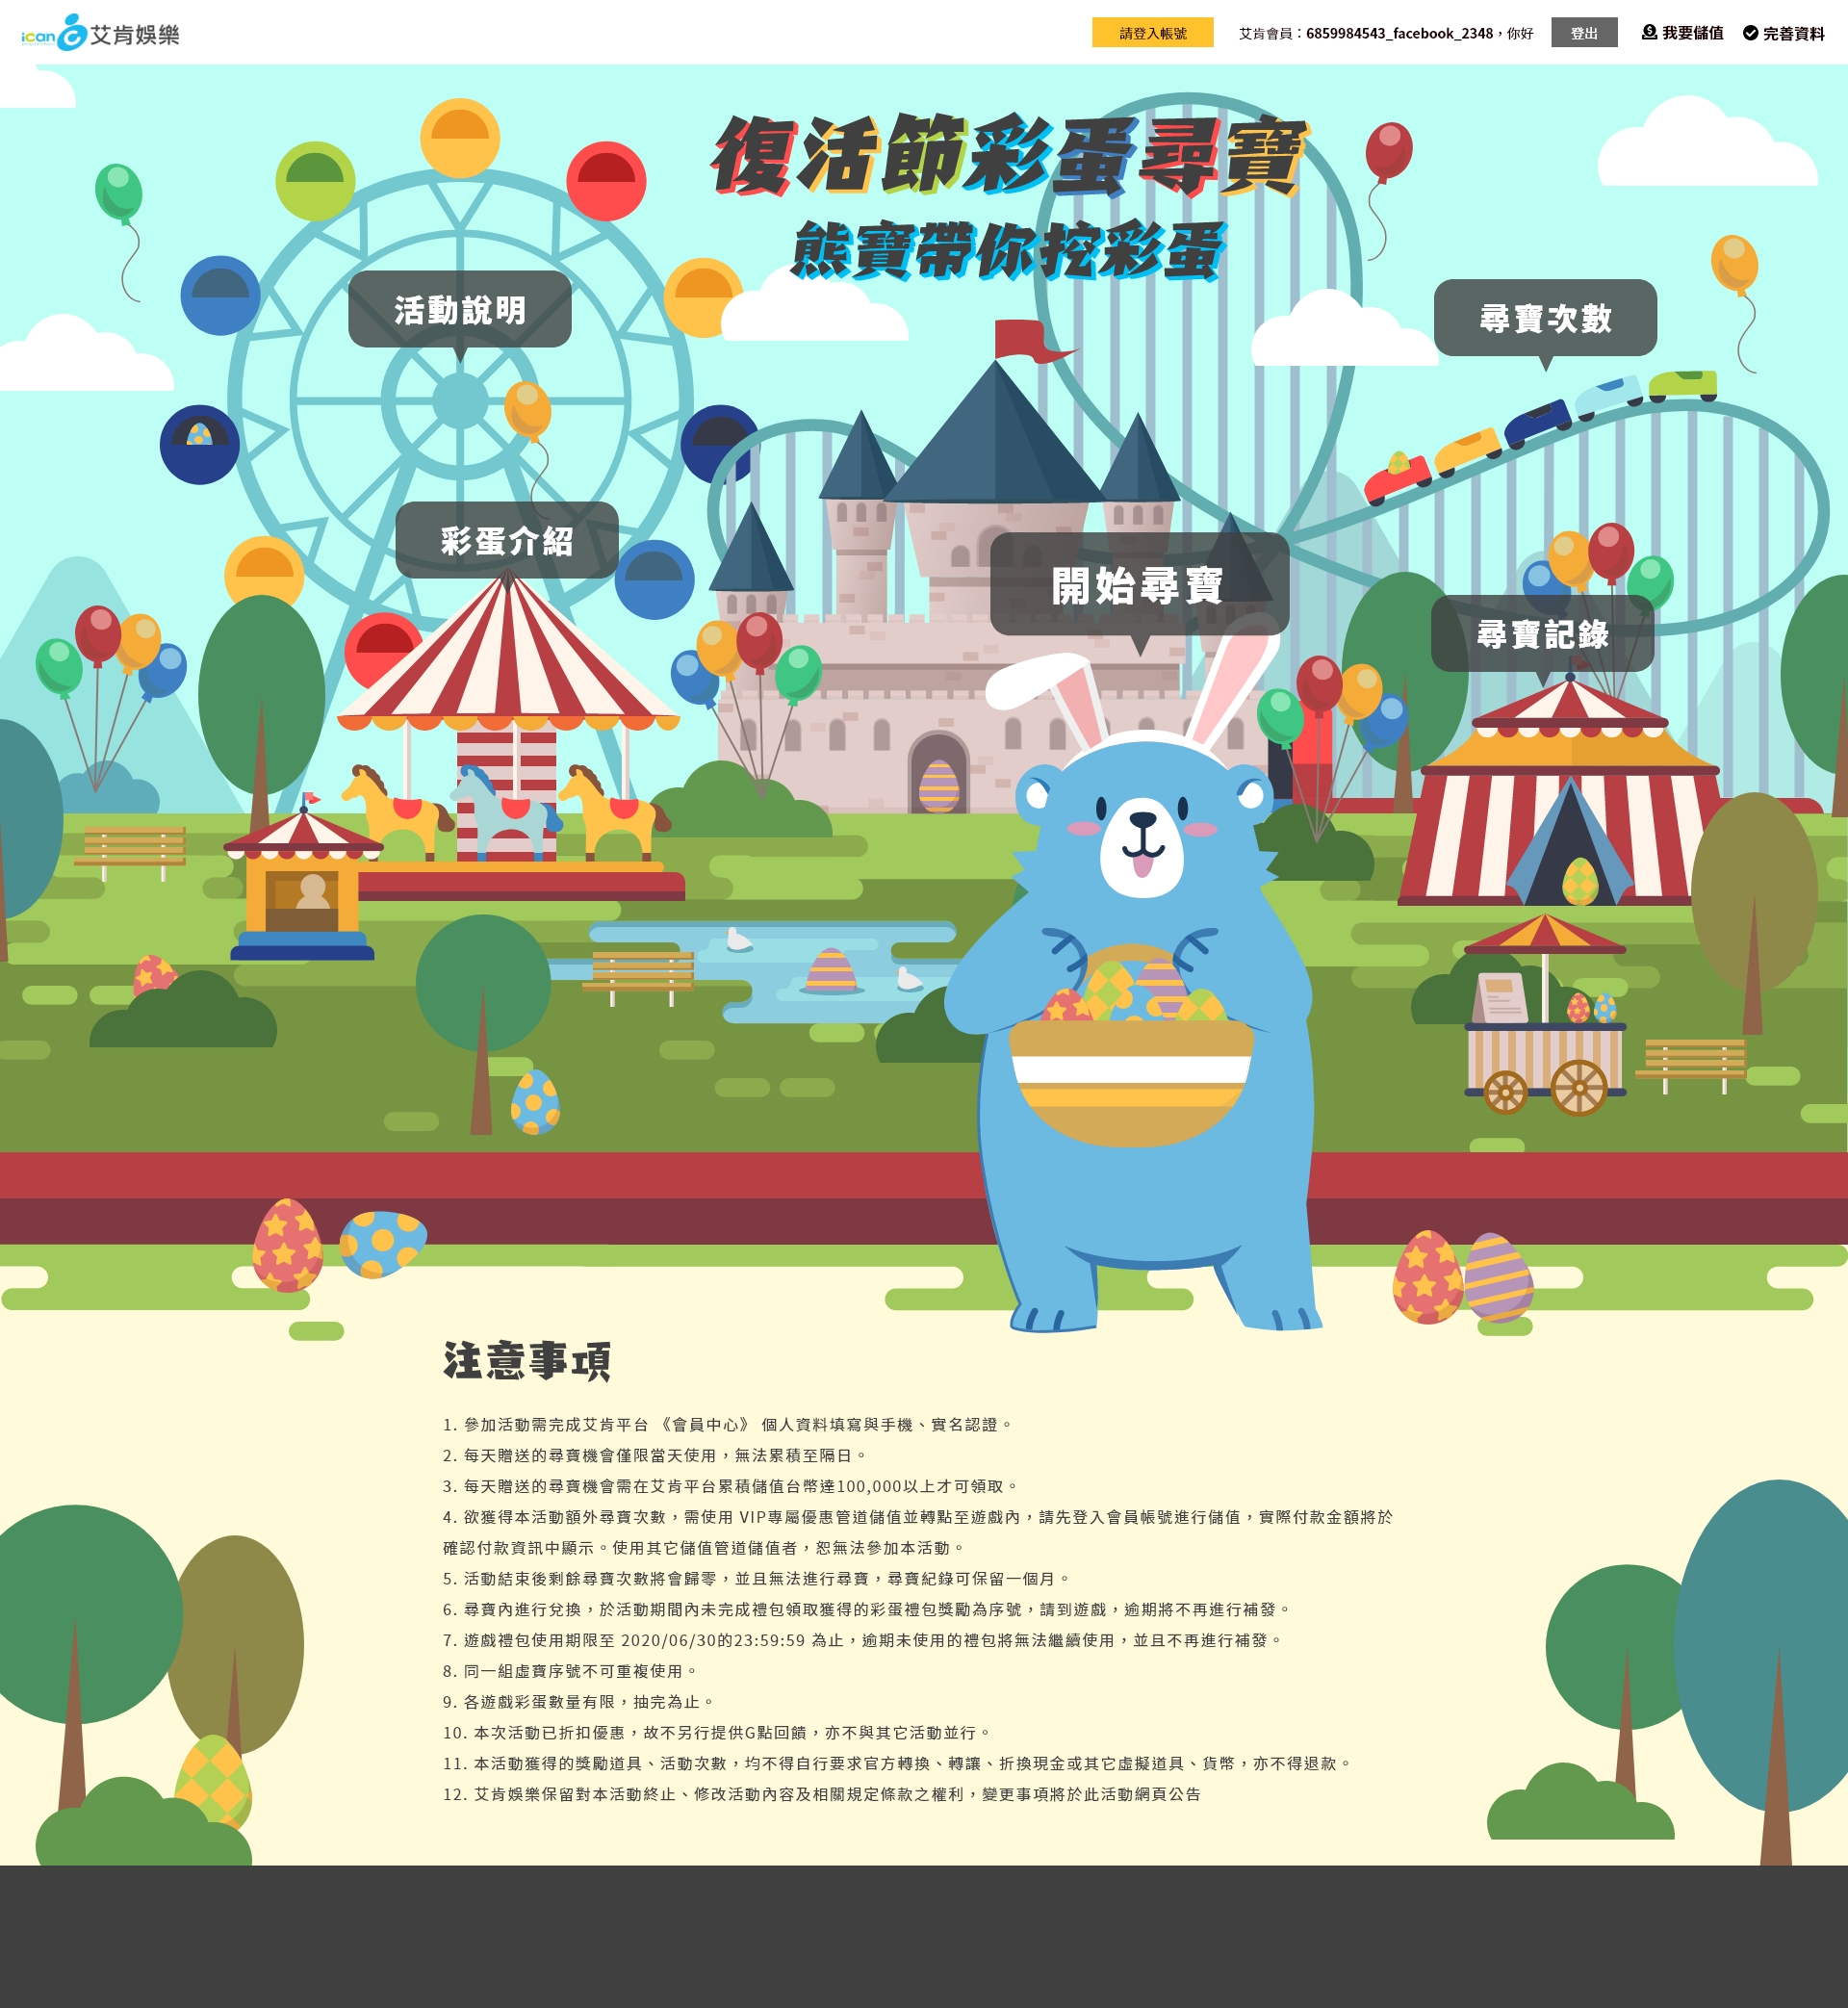 ican 艾肯娛樂
請登入帳號 艾肯會員：6859984543_facebook_2348，你好 登出 我要儲值 完善資料
復活節彩蛋尋寶
熊寶帶你挖彩蛋
活動說明
尋寶次數
彩蛋介紹
開始尋寶
尋寶記錄
注意事項
1. 參加活動需完成艾肯平台 《會員中心》 個人資料填寫與手機、實名認證。
2. 每天贈送的尋寶機會僅限當天使用，無法累積至隔日。
3. 每天贈送的尋寶機會需在艾肯平台累積儲值台幣達100,000以上才可領取。
4. 欲獲得本活動額外尋寶次數，需使用 VIP專屬優惠管道儲值並轉點至遊戲內，請先登入會員帳號進行儲值，實際付款金額將於
確認付款資訊中顯示。使用其它儲值管道儲值者，恕無法參加本活動。
5. 活動結束後剩餘尋寶次數將會歸零，並且無法進行尋寶，尋寶紀錄可保留一個月。
6. 尋寶內進行兌換，於活動期間內未完成禮包領取獲得的彩蛋禮包獎勵為序號，請到遊戲，逾期將不再進行補發。
7. 遊戲禮包使用期限至 2020/06/30的23:59:59 為止，逾期未使用的禮包將無法繼續使用，並且不再進行補發。
8. 同一組虛寶序號不可重複使用。
9. 各遊戲彩蛋數量有限，抽完為止。
10. 本次活動已折扣優惠，故不另行提供G點回饋，亦不與其它活動並行。
11. 本活動獲得的獎勵道具、活動次數，均不得自行要求官方轉換、轉讓、折換現金或其它虛擬道具、貨幣，亦不得退款。
12. 艾肯娛樂保留對本活動終止、修改活動內容及相關規定條款之權利，變更事項將於此活動網頁公告